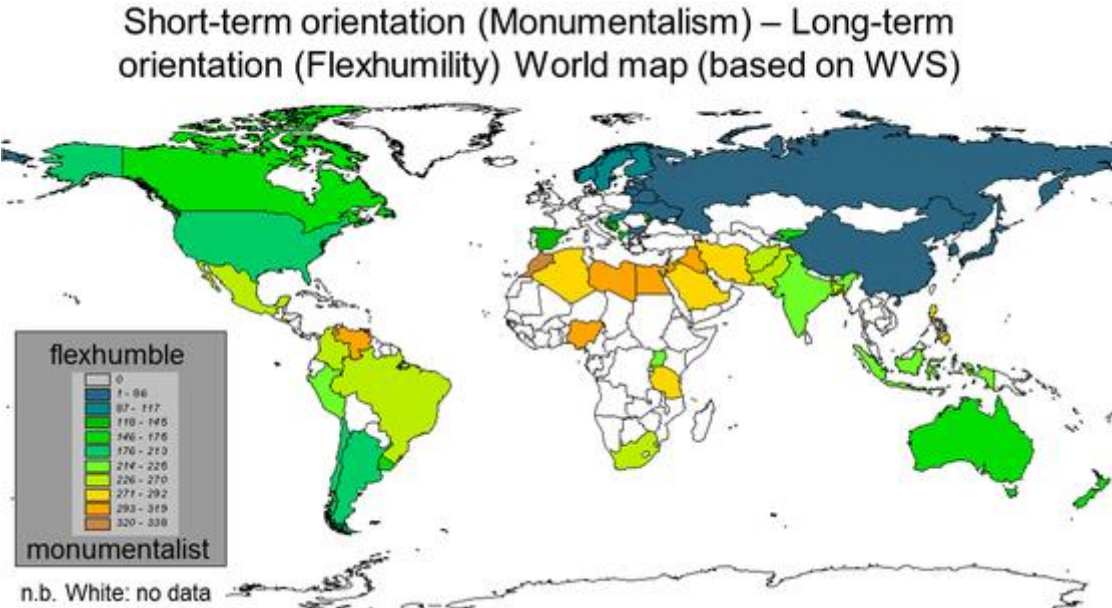 Short-term orientation (Monumentalism) – Long-term
orientation (Flexhumility) World map (based on WVS)
flexhumble
0
1 - 86
87 - 117
118 - 145
146 - 175
176 - 213
214 - 225
226 - 270
271 - 292
293 - 319
320 - 338
monumentalist
n.b. White: no data